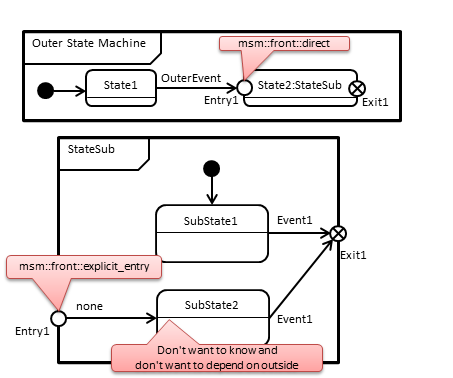 Outer State Machine
msm::front::direct
State1
OuterEvent
State2:StateSub
Entry1
Exit1
StateSub
SubState1
Event1
Exit1
msm::front::explicit_entry
none
SubState2
Entry1
Event1
Don't want to know and
don't want to depend on outside